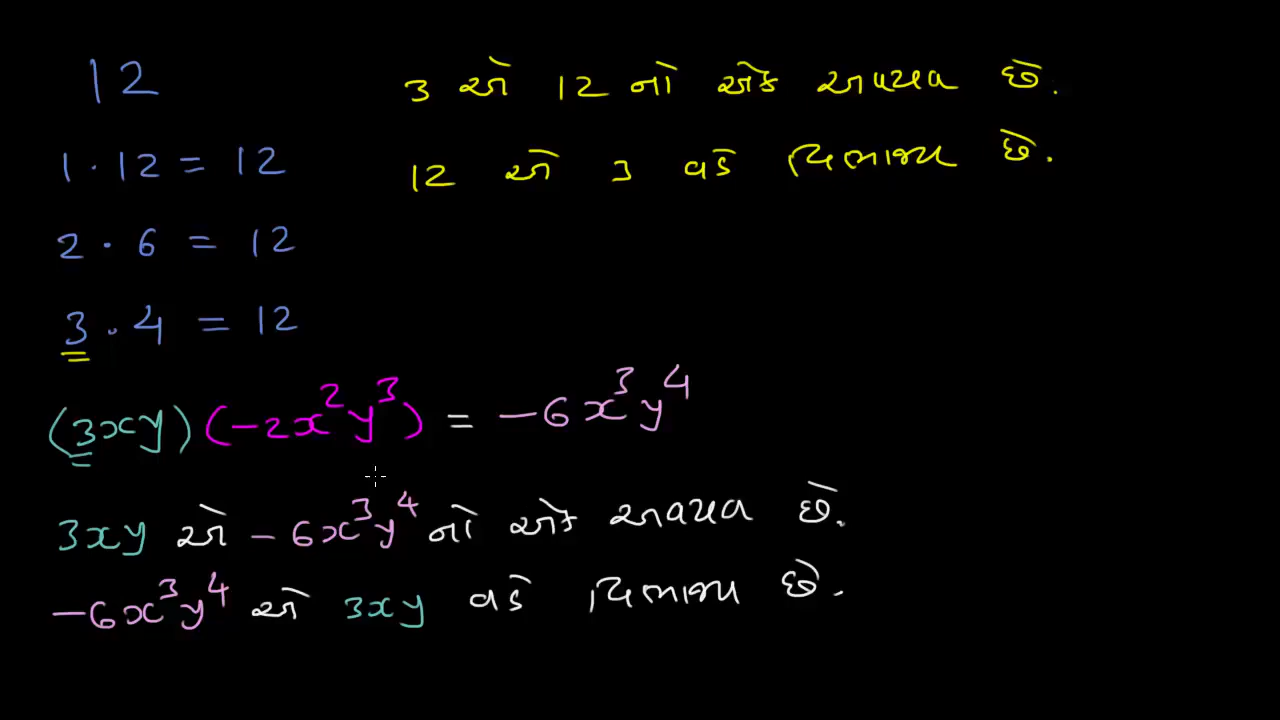 12
3 એ 12 નો એક અવયવ છે.
1 · 12 = 12
12 એ 3 વડે વિભાજ્ય છે.
2 · 6 = 12
3 · 4 = 12
(3xy)(-2x²y³) = -6x³y⁴
3xy એ -6x³y⁴ નો એક અવયવ છે.
-6x³y⁴ એ 3xy વડે વિભાજ્ય છે.